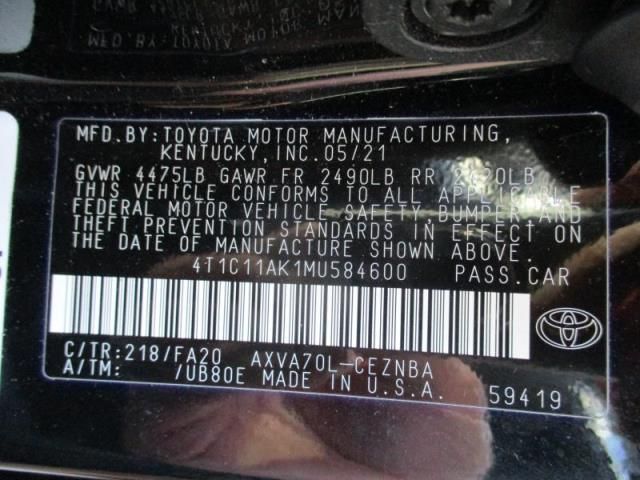 MFD.BY:TOYOTA MOTOR MANUFACTURING,
KENTUCKY,INC.05/21
GVWR 4475LB GAWR FR 2490LB RR 2420LB
THIS VEHICLE CONFORMS TO ALL APPLICABLE
FEDERAL MOTOR VEHICLE SAFETY BUMPER AND
THEFT PREVENTION STANDARDS IN EFFECT ON
THE DATE OF MANUFACTURE SHOWN ABOVE.
4T1C11AK1MU584600 PASS.CAR
C/TR:218/FA20 AXVA70L-CEZNBA
A/TM: /UB80E MADE IN U.S.A.
59419